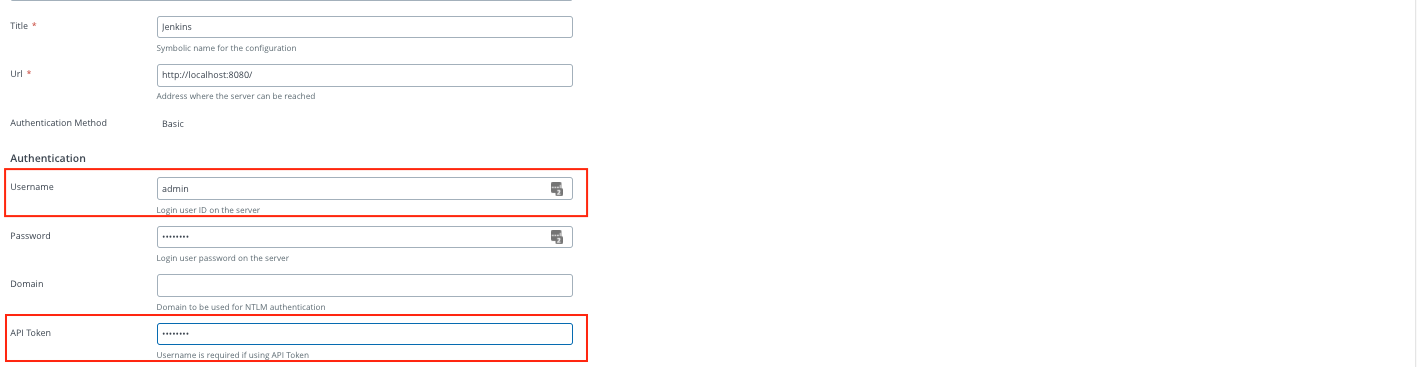 Title *
Jenkins
Symbolic name for the configuration
Url *
http://localhost:8080/
Address where the server can be reached
Authentication Method
Basic
Authentication
Username
admin
Login user ID on the server
Password
••••••••
Login user password on the server
Domain
Domain to be used for NTLM authentication
API Token
••••••••
Username is required if using API Token